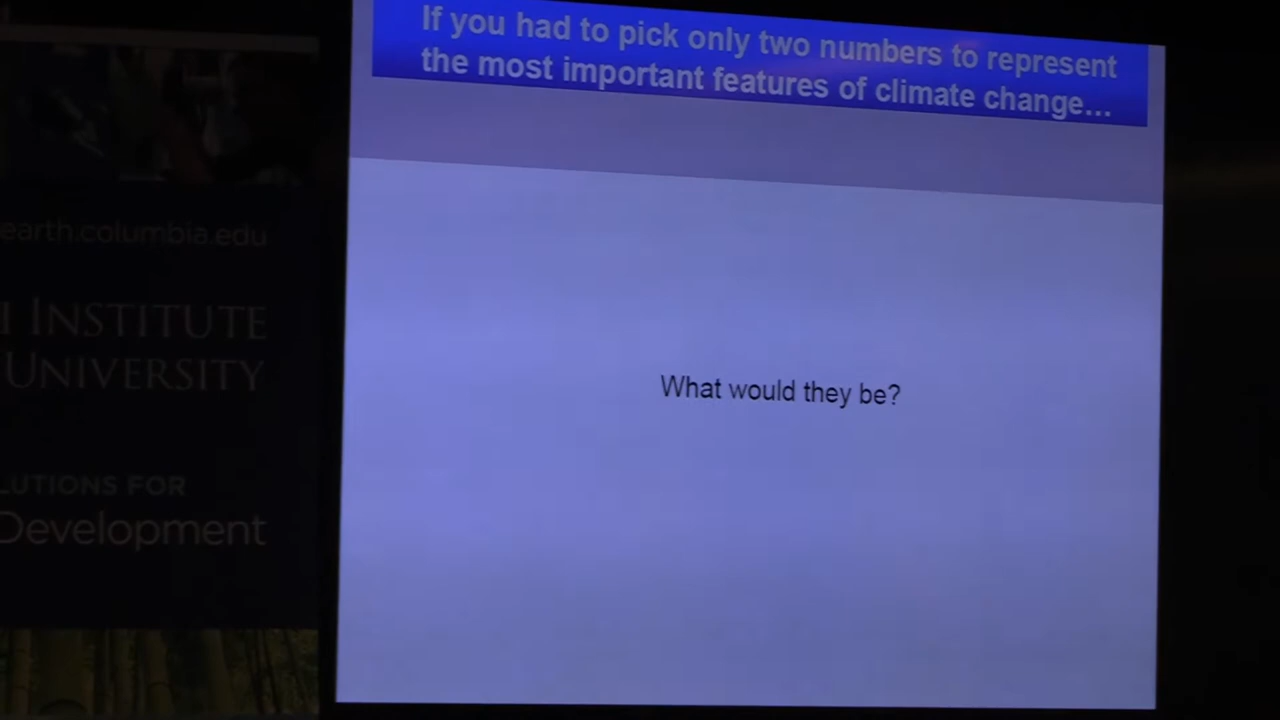 If you had to pick only two numbers to represent
the most important features of climate change...
What would they be?
earth.columbia.edu
I INSTITUTE
UNIVERSITY
LUTIONS FOR
Development